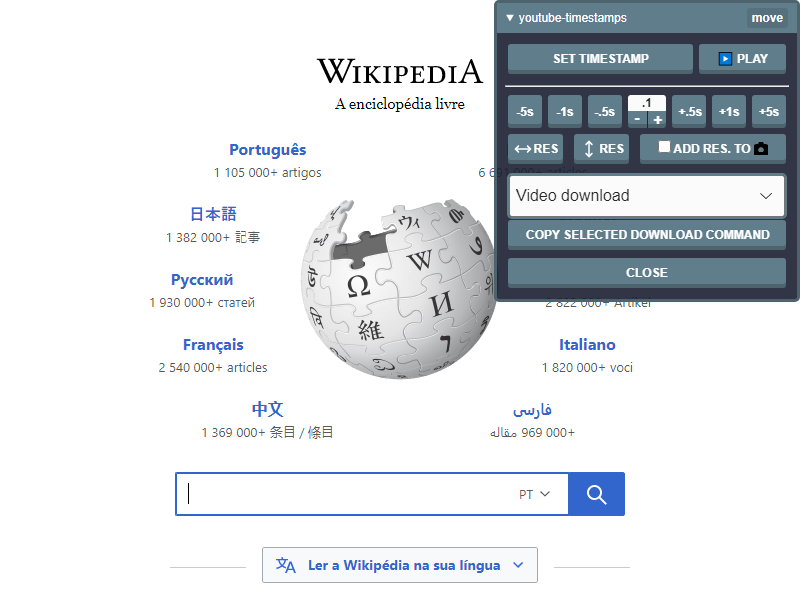 youtube-timestamps
move
SET TIMESTAMP
PLAY
-5s
-1s
-.5s
.1
-
+
+.5s
+1s
+5s
RES
RES
ADD RES. TO
Video download
COPY SELECTED DOWNLOAD COMMAND
CLOSE
WIKIPEDIA
A enciclopédia livre
Português
1 105 000+ artigos
日本語
1 382 000+ 記事
Русский
1 930 000+ статей
2 822 000+ Artikel
Français
2 540 000+ articles
Italiano
1 820 000+ voci
中文
1 369 000+ 条目 / 條目
فارسی
969 000+ مقاله
Ω
W
И
維
PT
Ler a Wikipédia na sua língua